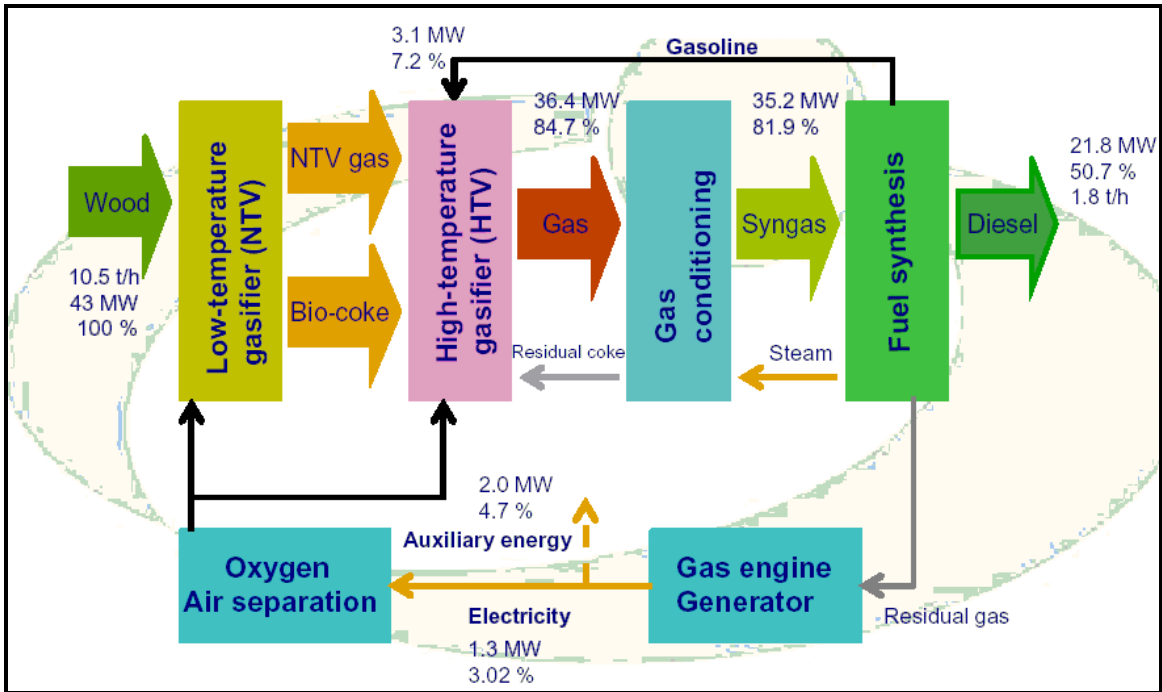 3.1 MW
7.2 %
Gasoline
36.4 MW
84.7 %
35.2 MW
81.9 %
21.8 MW
50.7 %
1.8 t/h
Wood
10.5 t/h
43 MW
100 %
Low-temperature
gasifier (NTV)
NTV gas
Bio-coke
High-temperature
gasifier (HTV)
Gas
Residual coke
Gas
conditioning
Syngas
Steam
Fuel synthesis
Diesel
2.0 MW
4.7 %
Auxiliary energy
Oxygen
Air separation
Electricity
1.3 MW
3.02 %
Gas engine
Generator
Residual gas